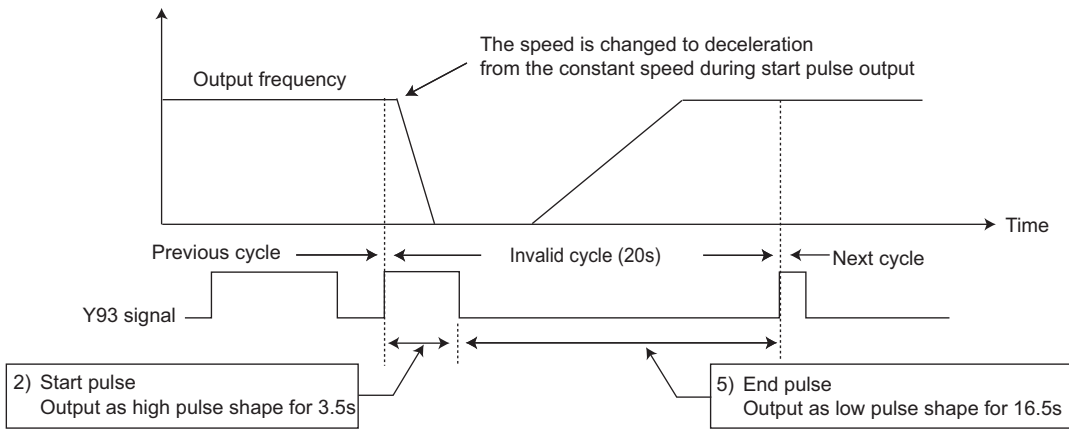 The speed is changed to deceleration
from the constant speed during start pulse output
Output frequency
Time
Previous cycle
Invalid cycle (20s)
Next cycle
Y93 signal
2) Start pulse
Output as high pulse shape for 3.5s
5) End pulse
Output as low pulse shape for 16.5s